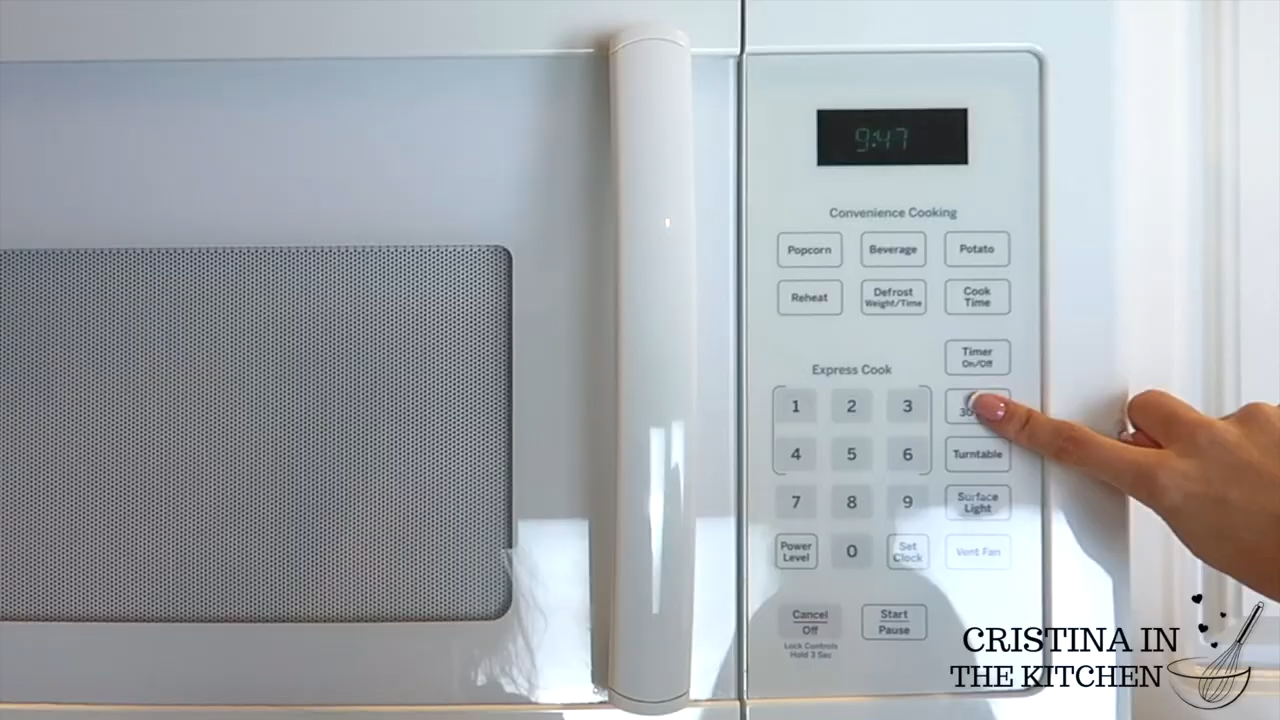 9:47
Convenience Cooking
Popcorn
Beverage
Potato
Reheat
Defrost
Weight/Time
Cook
Time
Timer
On/Off
Express Cook
1
2
3
30
4
5
6
Turntable
7
8
9
Surface
Light
Power
Level
0
Set
Clock
Vent Fan
Cancel
Off
Start
Pause
Lock Controls
Hold 3 Sec
CRISTINA IN
THE KITCHEN